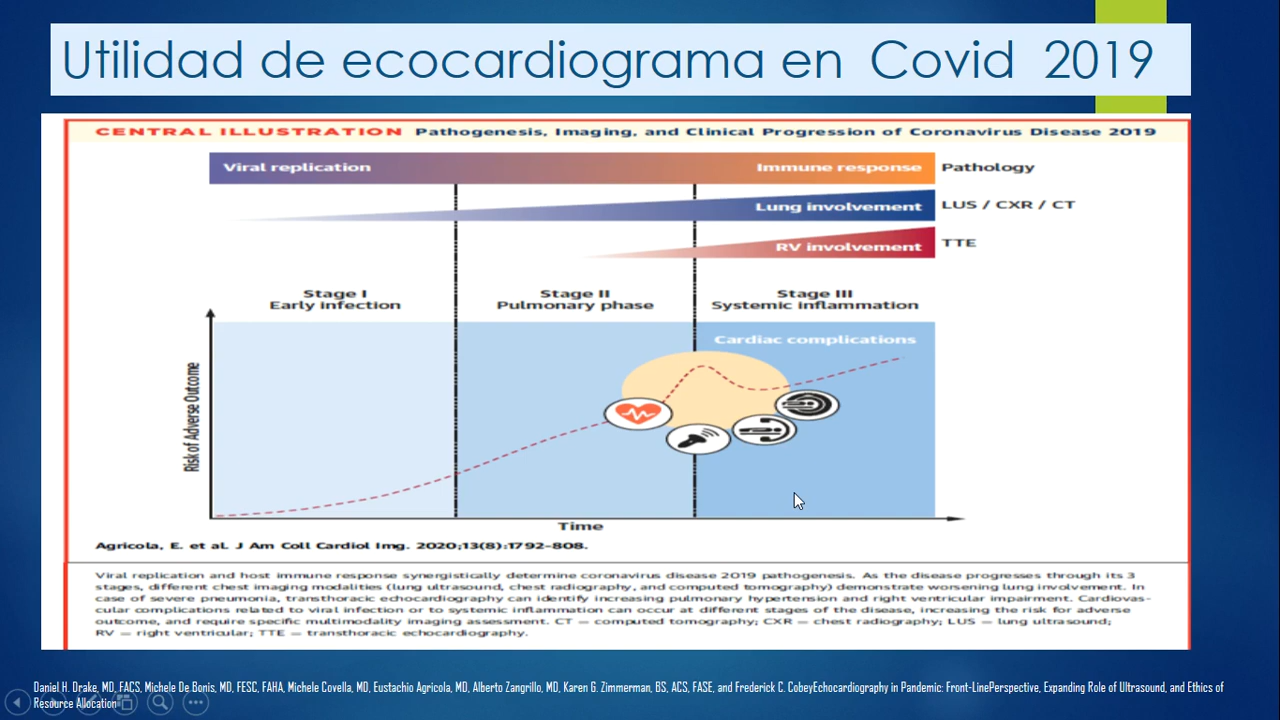 Utilidad de ecocardiograma en Covid 2019
CENTRAL ILLUSTRATION Pathogenesis, Imaging, and Clinical Progression of Coronavirus Disease 2019
Viral replication
Immune response
Pathology
Lung involvement
LUS / CXR / CT
RV involvement
TTE
Stage I
Early infection
Stage II
Pulmonary phase
Stage III
Systemic inflammation
Cardiac complications
Risk of Adverse Outcome
Time
Agricola, E. et al. J Am Coll Cardiol Img. 2020;13(8):1792–808.
Viral replication and host immune response synergistically determine coronavirus disease 2019 pathogenesis. As the disease progresses through its 3
stages, different chest imaging modalities (lung ultrasound, chest radiography, and computed tomography) demonstrate worsening lung involvement. In
case of severe pneumonia, transthoracic echocardiography can identify increasing pulmonary hypertension and right ventricular impairment. Cardiovas-
cular complications related to viral infection or to systemic inflammation can occur at different stages of the disease, increasing the risk for adverse
outcome, and require specific multimodality imaging assessment. CT = computed tomography; CXR = chest radiography; LUS = lung ultrasound;
RV = right ventricular; TTE = transthoracic echocardiography.
Daniel H. Drake, MD, FACS, Michele De Bonis, MD, FESC, FAHA, Michele Covella, MD, Eustachio Agricola, MD, Alberto Zangrillo, MD, Karen G. Zimmerman, BS, ACS, FASE, and Frederick C. CobeyEchocardiography in Pandemic: Front-LinePerspective, Expanding Role of Ultrasound, and Ethics of
Resource Allocation